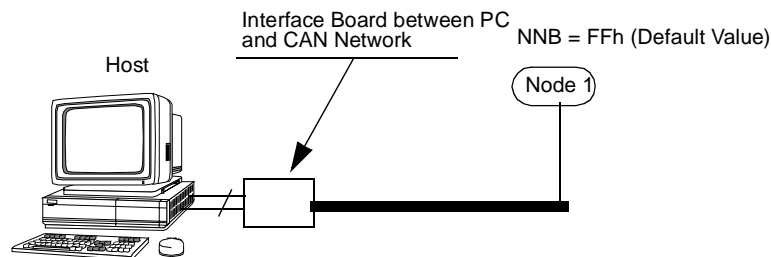 Interface Board between PC
and CAN Network
NNB = FFh (Default Value)
Host
Node 1